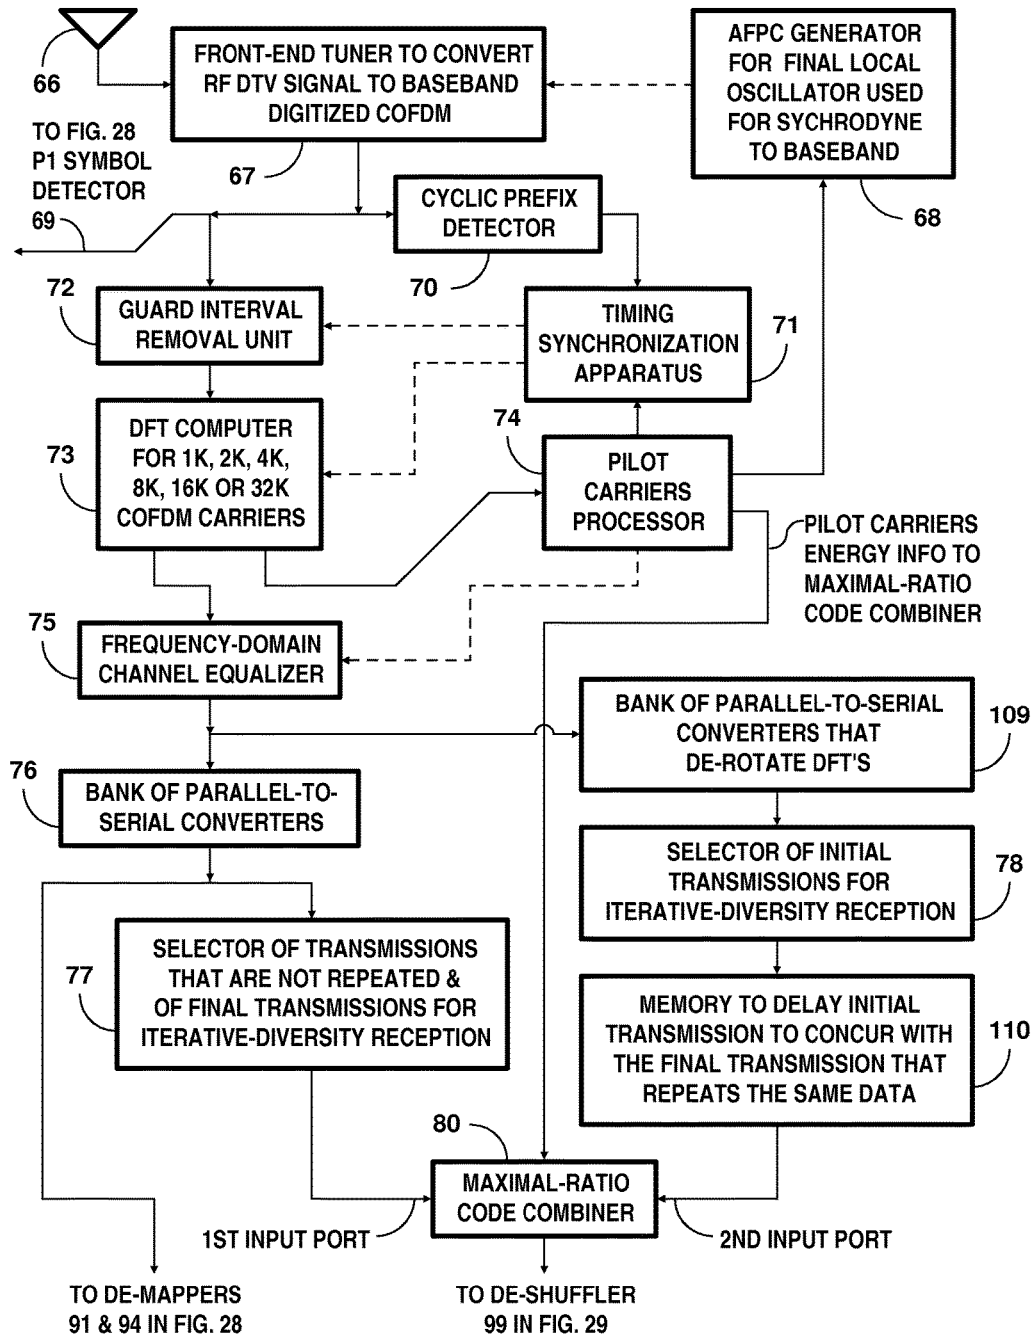 66
FRONT-END TUNER TO CONVERT
RF DTV SIGNAL TO BASEBAND
DIGITIZED COFDM
67
AFPC GENERATOR
FOR FINAL LOCAL
OSCILLATOR USED
FOR SYCHRODYNE
TO BASEBAND
68
TO FIG. 28
P1 SYMBOL
DETECTOR
69
CYCLIC PREFIX
DETECTOR
70
72
GUARD INTERVAL
REMOVAL UNIT
TIMING
SYNCHRONIZATION
APPARATUS
71
73
DFT COMPUTER
FOR 1K, 2K, 4K,
8K, 16K OR 32K
COFDM CARRIERS
74
PILOT
CARRIERS
PROCESSOR
PILOT CARRIERS
ENERGY INFO TO
MAXIMAL-RATIO
CODE COMBINER
75
FREQUENCY-DOMAIN
CHANNEL EQUALIZER
BANK OF PARALLEL-TO-SERIAL
CONVERTERS THAT
DE-ROTATE DFT'S
109
76
BANK OF PARALLEL-TO-
SERIAL CONVERTERS
SELECTOR OF INITIAL
TRANSMISSIONS FOR
ITERATIVE-DIVERSITY RECEPTION
78
77
SELECTOR OF TRANSMISSIONS
THAT ARE NOT REPEATED &
OF FINAL TRANSMISSIONS FOR
ITERATIVE-DIVERSITY RECEPTION
MEMORY TO DELAY INITIAL
TRANSMISSION TO CONCUR WITH
THE FINAL TRANSMISSION THAT
REPEATS THE SAME DATA
110
80
MAXIMAL-RATIO
CODE COMBINER
1ST INPUT PORT
2ND INPUT PORT
TO DE-MAPPERS
91 & 94 IN FIG. 28
TO DE-SHUFFLER
99 IN FIG. 29